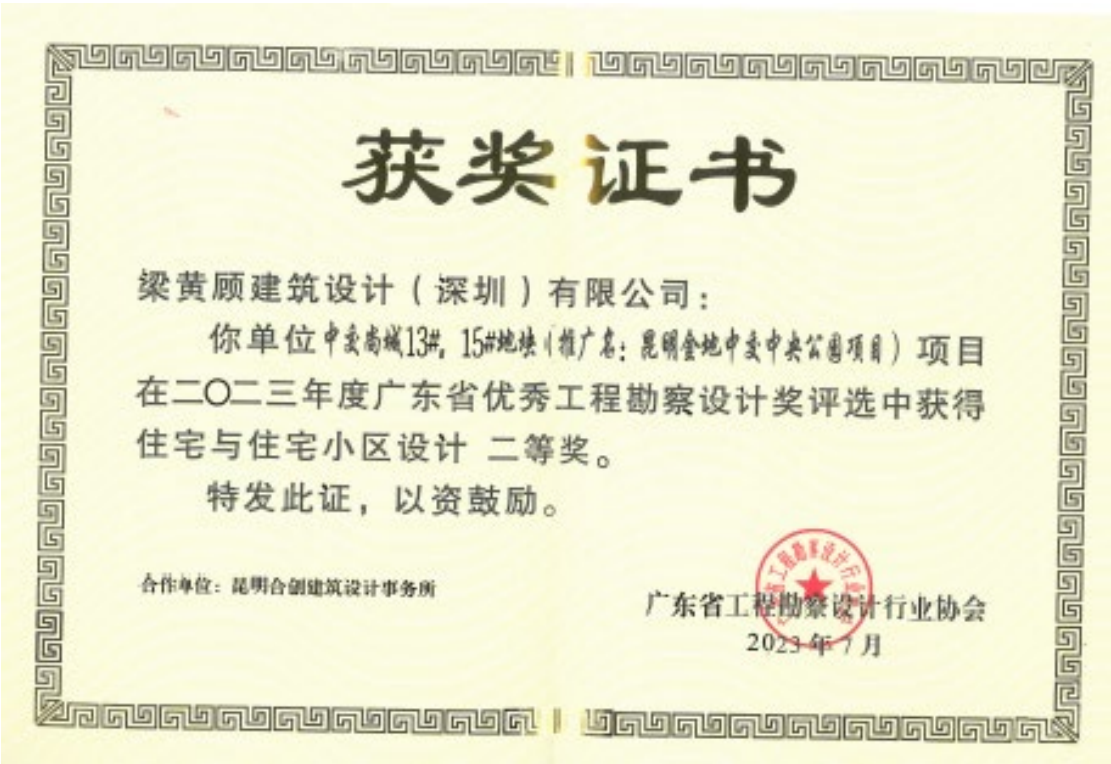 获奖证书
梁黄顾建筑设计（深圳）有限公司：
你单位中交尚城13#，15#地块（推广名：昆明金地中交中央公园项目）项目
在二〇二三年度广东省优秀工程勘察设计奖评选中获得
住宅与住宅小区设计 二等奖。
特发此证，以资鼓励。
合作单位：昆明合创建筑设计事务所
广东省工程勘察设计行业协会
2023年7月